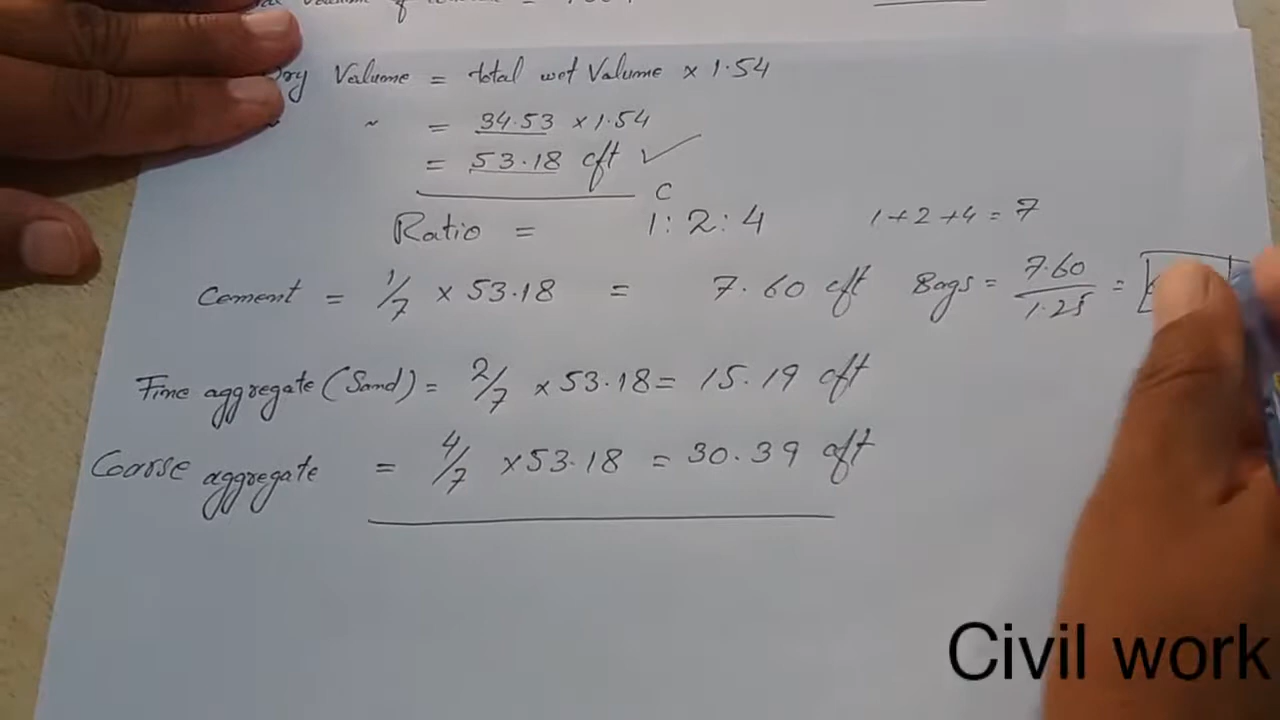 Volume of
Dry Volume = total wet Volume × 1.54
~ ~ = 34.53 × 1.54
= 53.18 cft ✓
C
Ratio = 1:2:4 1+2+4=7
Cement = 1/7 × 53.18 = 7.60 cft Bags = 7.60/1.25 =
Fine aggregate (Sand) = 2/7 × 53.18 = 15.19 cft
Coarse aggregate = 4/7 × 53.18 = 30.39 cft
Civil work